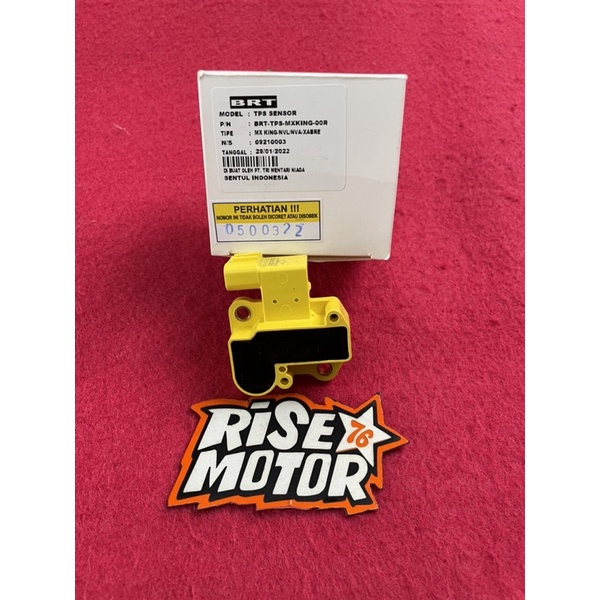 BRT
MODEL : TPS SENSOR
P/N : BRT-TPS-MXKING-00R
TIPE : MX KING-NVL/NVA/XABRE
N/S : 09210003
TANGGAL : 29/01/2022
DI BUAT OLEH PT. TRI MENTARI NIAGA
SENTUL INDONESIA
PERHATIAN !!!
NOMOR INI TIDAK BOLEH DICORET ATAU DISOBEK
0500322
RiSE 76
MOTOR